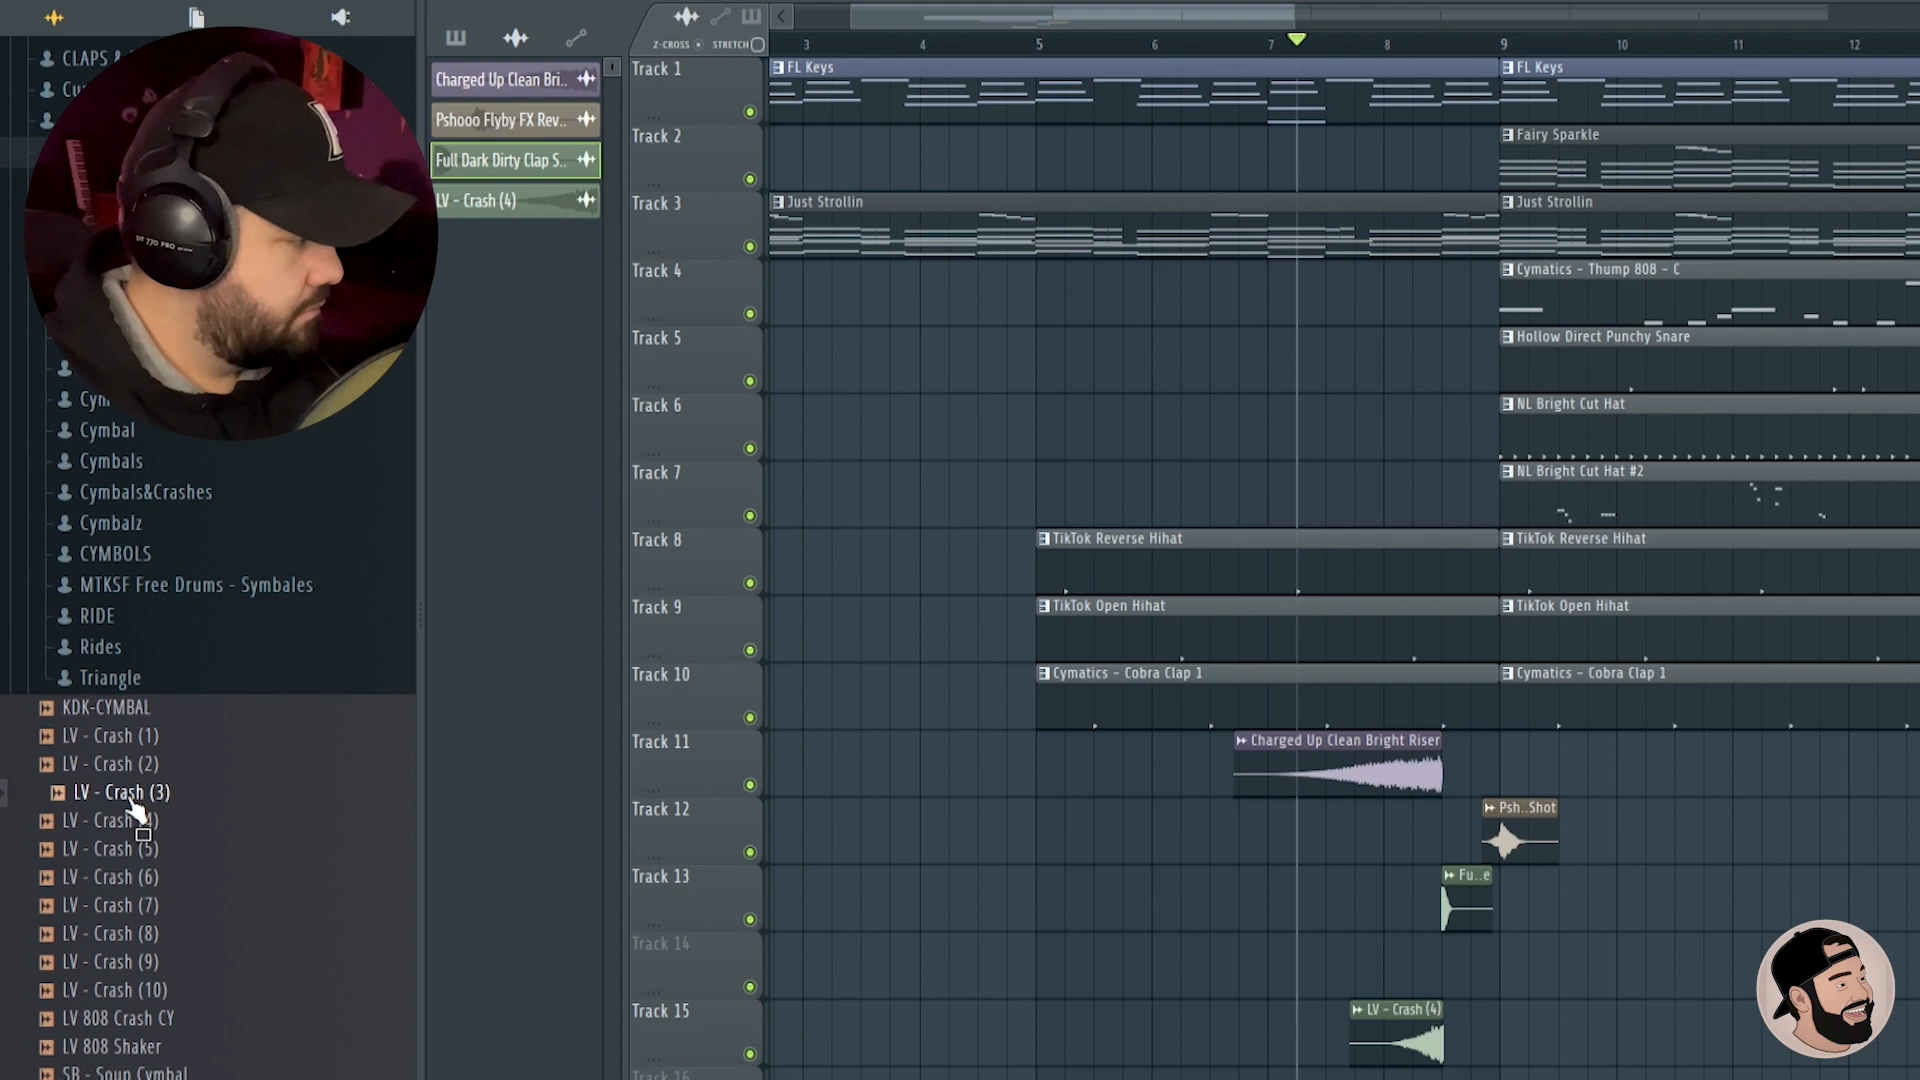 Z-CROSS STRETCH
3 4 5 6 7 8 9 10 11 12
CLAPS &
Cymbal
Cymbals
Cymbals&Crashes
Cymbalz
CYMBOLS
MTKSF Free Drums - Symbales
RIDE
Rides
Triangle
KDK-CYMBAL
LV - Crash (1)
LV - Crash (2)
LV - Crash (3)
LV - Crash (4)
LV - Crash (5)
LV - Crash (6)
LV - Crash (7)
LV - Crash (8)
LV - Crash (9)
LV - Crash (10)
LV 808 Crash CY
LV 808 Shaker
SB - Soup Cymbal
DT 770 PRO
Charged Up Clean Bri..
Pshooo Flyby FX Rev..
Full Dark Dirty Clap S..
LV - Crash (4)
Track 1
FL Keys
FL Keys
Track 2
Fairy Sparkle
Track 3
Just Strollin
Just Strollin
Track 4
Cymatics - Thump 808 - C
Track 5
Hollow Direct Punchy Snare
Track 6
NL Bright Cut Hat
Track 7
NL Bright Cut Hat #2
Track 8
TikTok Reverse Hihat
TikTok Reverse Hihat
Track 9
TikTok Open Hihat
TikTok Open Hihat
Track 10
Cymatics - Cobra Clap 1
Cymatics - Cobra Clap 1
Track 11
Charged Up Clean Bright Riser
Track 12
Psh..Shot
Track 13
Fu..e
Track 14
Track 15
LV - Crash (4)
Track 16